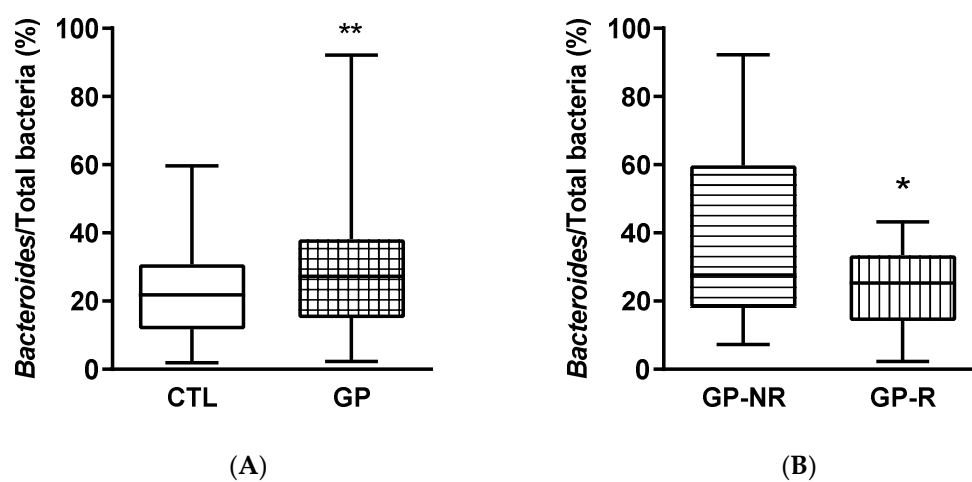 Bacteroides/Total bacteria (%)
100
80
60
40
20
0
**
CTL
GP
(A)
Bacteroides/Total bacteria (%)
100
80
60
40
20
0
*
GP-NR
GP-R
(B)